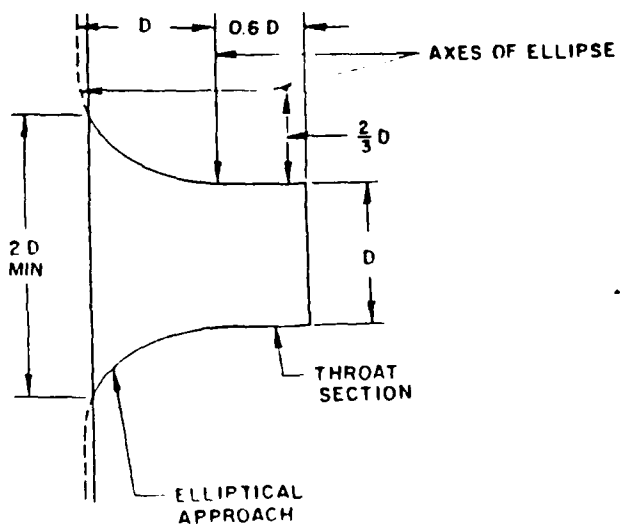 D
0.6 D
AXES OF ELLIPSE
2/3 D
2 D
MIN
D
THROAT
SECTION
ELLIPTICAL
APPROACH